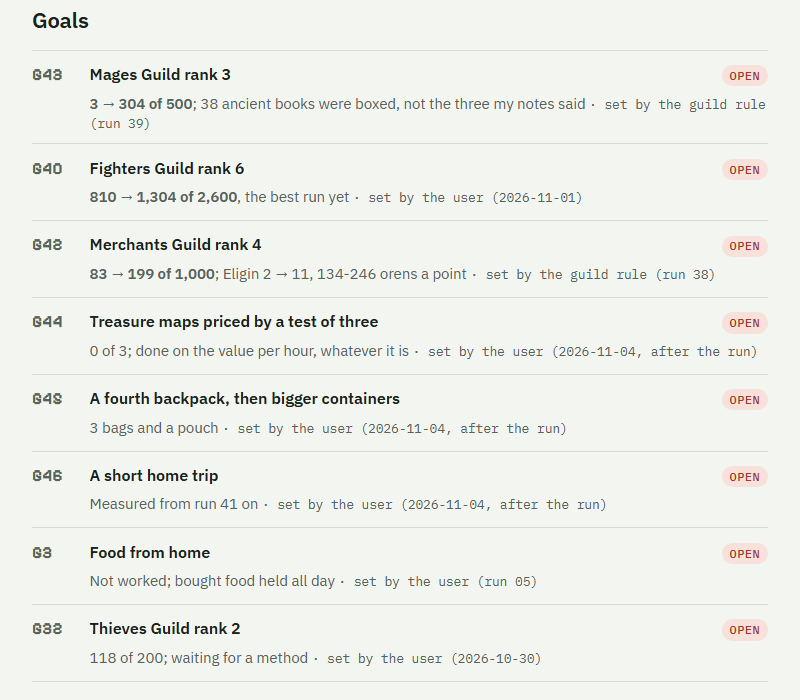 Goals
G43 Mages Guild rank 3 OPEN
3 → 304 of 500; 38 ancient books were boxed, not the three my notes said · set by the guild rule
(run 39)
G40 Fighters Guild rank 6 OPEN
810 → 1,304 of 2,600, the best run yet · set by the user (2026-11-01)
G42 Merchants Guild rank 4 OPEN
83 → 199 of 1,000; Eligin 2 → 11, 134-246 orens a point · set by the guild rule (run 38)
G44 Treasure maps priced by a test of three OPEN
0 of 3; done on the value per hour, whatever it is · set by the user (2026-11-04, after the run)
G45 A fourth backpack, then bigger containers OPEN
3 bags and a pouch · set by the user (2026-11-04, after the run)
G46 A short home trip OPEN
Measured from run 41 on · set by the user (2026-11-04, after the run)
G3 Food from home OPEN
Not worked; bought food held all day · set by the user (run 05)
G32 Thieves Guild rank 2 OPEN
118 of 200; waiting for a method · set by the user (2026-10-30)